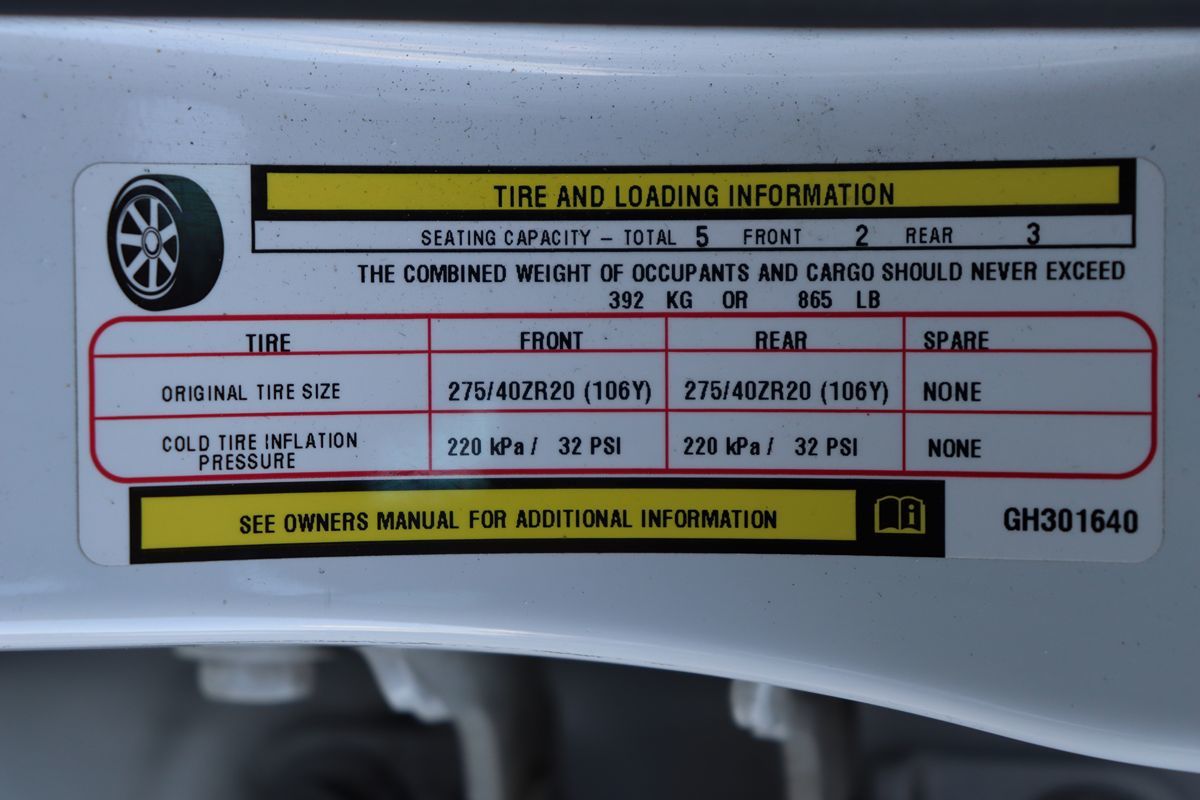 TIRE AND LOADING INFORMATION
SEATING CAPACITY – TOTAL 5 FRONT 2 REAR 3
THE COMBINED WEIGHT OF OCCUPANTS AND CARGO SHOULD NEVER EXCEED
392 KG OR 865 LB
TIRE FRONT REAR SPARE
ORIGINAL TIRE SIZE 275/40ZR20 (106Y) 275/40ZR20 (106Y) NONE
COLD TIRE INFLATION PRESSURE 220 kPa / 32 PSI 220 kPa / 32 PSI NONE
SEE OWNERS MANUAL FOR ADDITIONAL INFORMATION
GH301640